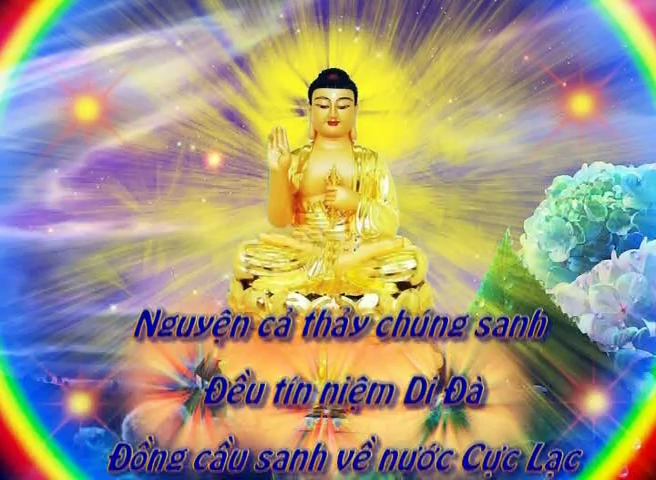 Nguyện cả thảy chúng sanh
Đều tín niệm Di Đà
Đồng cầu sanh về nước Cực Lạc